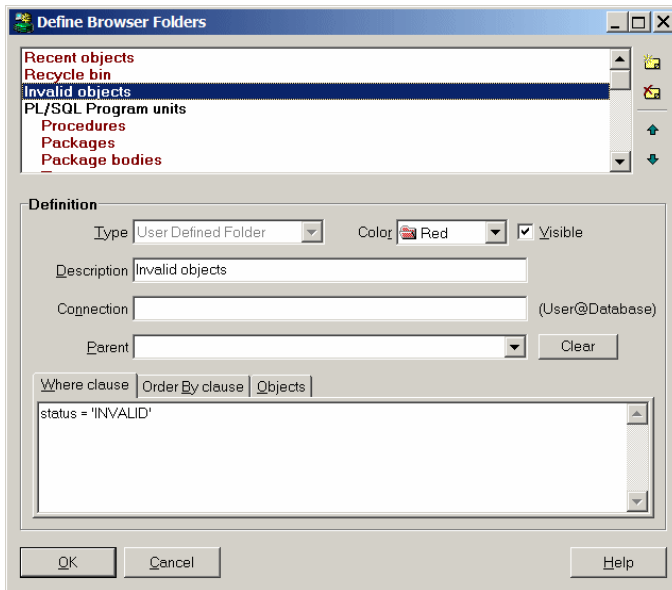 Define Browser Folders
Recent objects
Recycle bin
Invalid objects
PL/SQL Program units
Procedures
Packages
Package bodies
Definition
Type User Defined Folder Color Red Visible
Description Invalid objects
Connection (User@Database)
Parent Clear
Where clause Order By clause Objects
status = 'INVALID'
OK Cancel Help